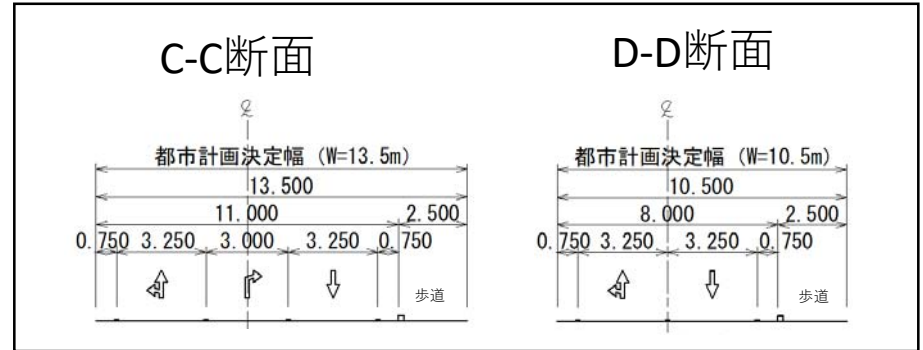 C-C断面
℄
都市計画決定幅 (W=13.5m)
13.500
11.000 2.500
0.750 3.250 3.000 3.250 0.750
歩道
D-D断面
℄
都市計画決定幅 (W=10.5m)
10.500
8.000 2.500
0.750 3.250 3.250 0.750
歩道